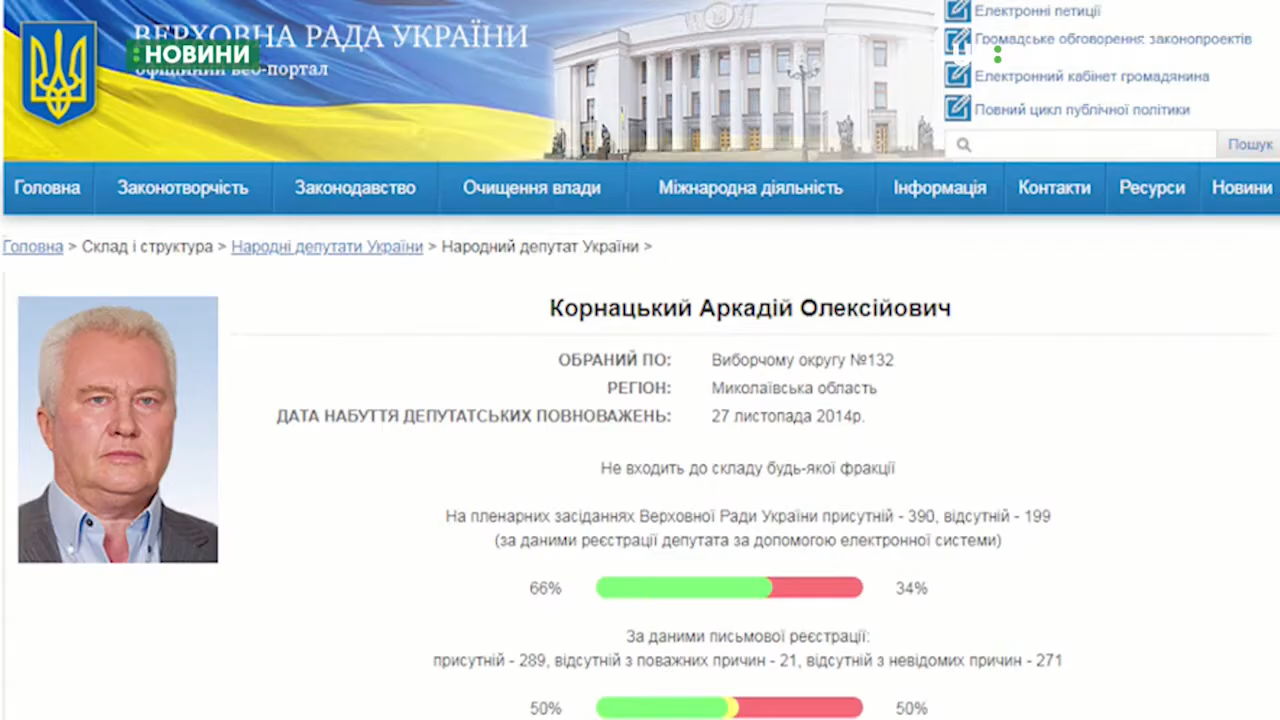 ВЕРХОВНА РАДА УКРАЇНИ
офіційний веб-портал
НОВИНИ
Електронні петиції
Громадське обговорення законопроектів
Електронний кабінет громадянина
Повний цикл публічної політики
Пошук
Головна Законотворчість Законодавство Очищення влади Міжнародна діяльність Інформація Контакти Ресурси Новини
Головна > Склад і структура > Народні депутати України > Народний депутат України >
Корнацький Аркадій Олексійович
ОБРАНИЙ ПО: Виборчому округу №132
РЕГІОН: Миколаївська область
ДАТА НАБУТТЯ ДЕПУТАТСЬКИХ ПОВНОВАЖЕНЬ: 27 листопада 2014р.
Не входить до складу будь-якої фракції
На пленарних засіданнях Верховної Ради України присутній - 390, відсутній - 199
(за даними реєстрації депутата за допомогою електронної системи)
66% 34%
За даними письмової реєстрації:
присутній - 289, відсутній з поважних причин - 21, відсутній з невідомих причин - 271
50% 50%